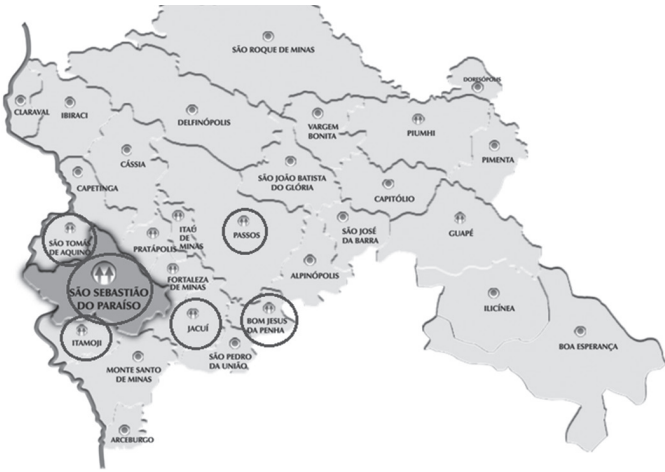 SÃO ROQUE DE MINAS
DORESÓPOLIS
CLARAVAL
IBIRACI
DELFINÓPOLIS
VARGEM
BONITA
PIUMHI
PIMENTA
CÁSSIA
CAPETINGA
SÃO JOÃO BATISTA
DO GLÓRIA
CAPITÓLIO
SÃO TOMÁS
DE AQUINO
PRATÁPOLIS
ITAÚ
DE
MINAS
PASSOS
SÃO JOSÉ
DA BARRA
GUAPÉ
ALPINÓPOLIS
FORTALEZA
DE MINAS
SÃO SEBASTIÃO
DO PARAÍSO
ILICÍNEA
ITAMOJI
JACUÍ
BOM JESUS
DA PENHA
BOA ESPERANÇA
SÃO PEDRO
DA UNIÃO
MONTE SANTO
DE MINAS
ARCEBURGO